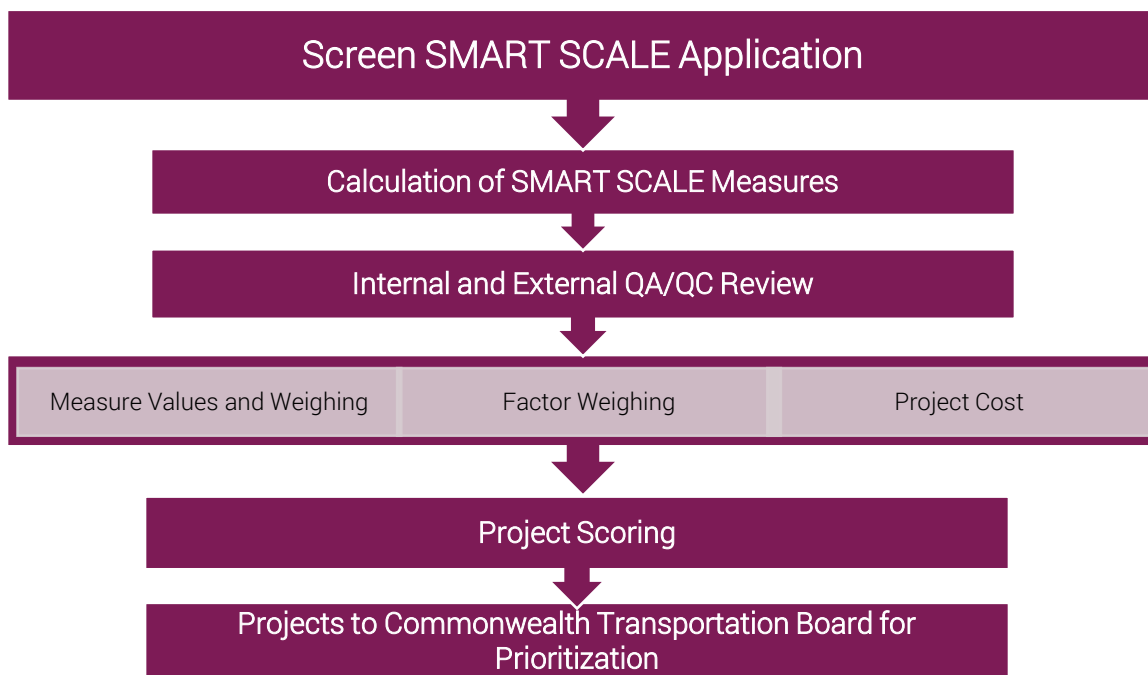 Screen SMART SCALE Application
Calculation of SMART SCALE Measures
Internal and External QA/QC Review
Measure Values and Weighing
Factor Weighing
Project Cost
Project Scoring
Projects to Commonwealth Transportation Board for
Prioritization